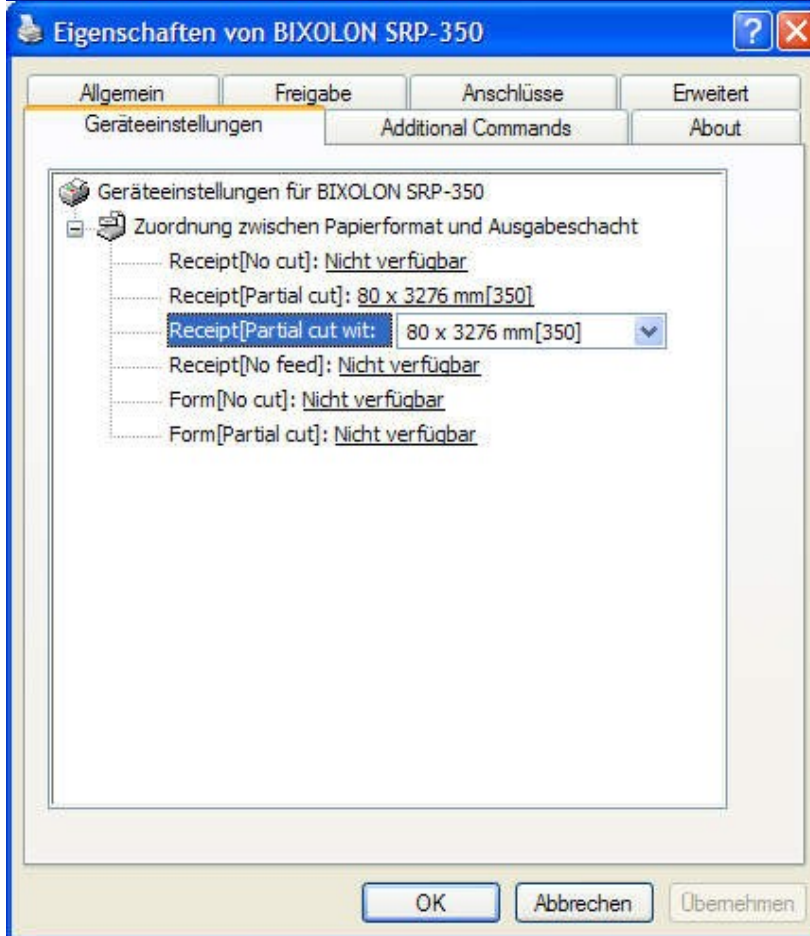 Eigenschaften von BIXOLON SRP-350
Allgemein Freigabe Anschlüsse Erweitert
Geräteeinstellungen Additional Commands About
Geräteeinstellungen für BIXOLON SRP-350
Zuordnung zwischen Papierformat und Ausgabeschacht
Receipt[No cut]: Nicht verfügbar
Receipt[Partial cut]: 80 x 3276 mm[350]
Receipt[Partial cut wit: 80 x 3276 mm[350]
Receipt[No feed]: Nicht verfügbar
Form[No cut]: Nicht verfügbar
Form[Partial cut]: Nicht verfügbar
OK Abbrechen Übernehmen